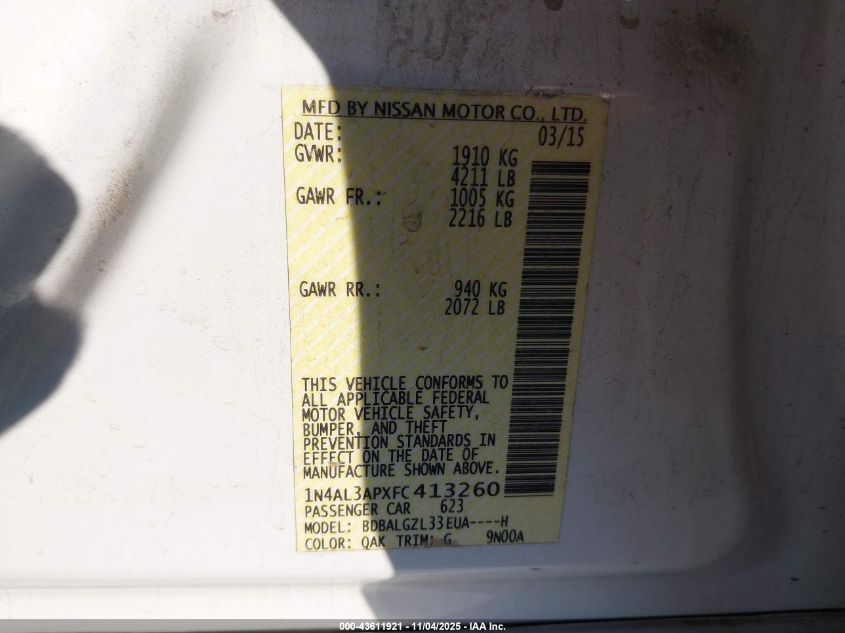 MFD BY NISSAN MOTOR CO., LTD.
DATE: 03/15
GVWR: 1910 KG
4211 LB
GAWR FR.: 1005 KG
2216 LB
GAWR RR.: 940 KG
2072 LB
THIS VEHICLE CONFORMS TO
ALL APPLICABLE FEDERAL
MOTOR VEHICLE SAFETY,
BUMPER, AND THEFT
PREVENTION STANDARDS IN
EFFECT ON THE DATE OF
MANUFACTURE SHOWN ABOVE.
1N4AL3APXFC413260
PASSENGER CAR 623
MODEL: BDBALGZL33EUA----H
COLOR: QAK TRIM: G 9N00A
000-43611921 - 11/04/2025 - IAA Inc.